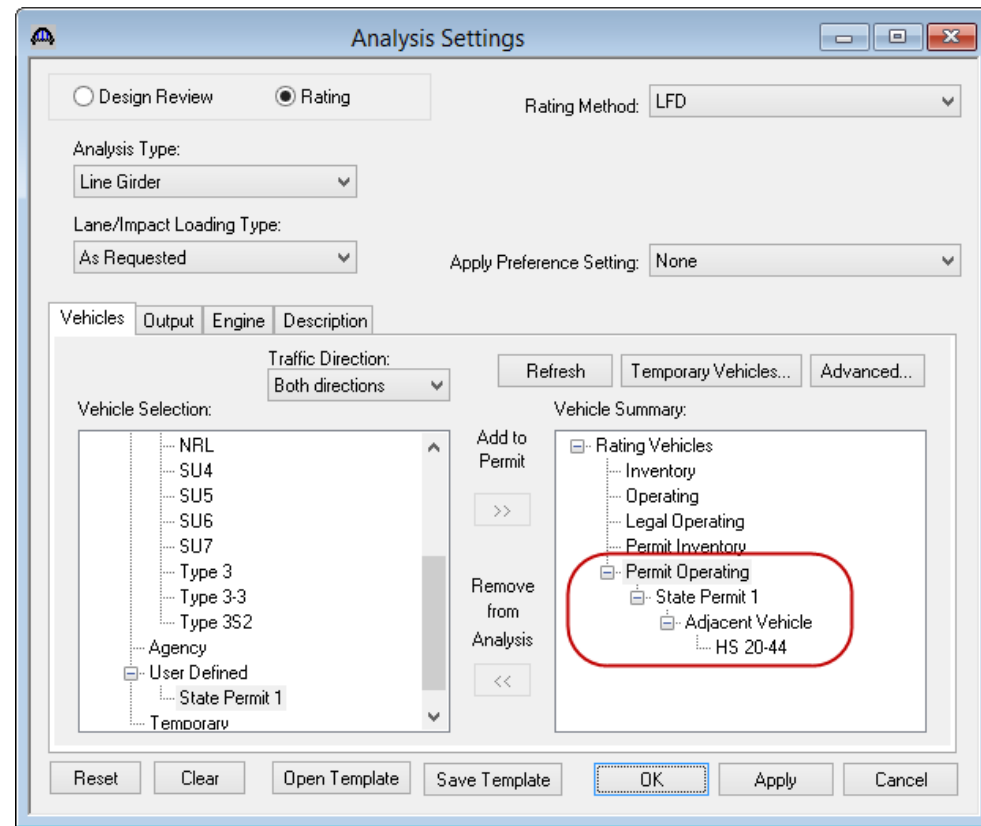 Analysis Settings
Design Review
Rating
Rating Method:
LFD
Analysis Type:
Line Girder
Lane/Impact Loading Type:
As Requested
Apply Preference Setting:
None
Vehicles
Output
Engine
Description
Traffic Direction:
Both directions
Refresh
Temporary Vehicles...
Advanced...
Vehicle Selection:
NRL
SU4
SU5
SU6
SU7
Type 3
Type 3-3
Type 3S2
Agency
User Defined
State Permit 1
Temporary
Add to
Permit
>>
Remove
from
Analysis
<<
Vehicle Summary:
Rating Vehicles
Inventory
Operating
Legal Operating
Permit Inventory
Permit Operating
State Permit 1
Adjacent Vehicle
HS 20-44
Reset
Clear
Open Template
Save Template
OK
Apply
Cancel